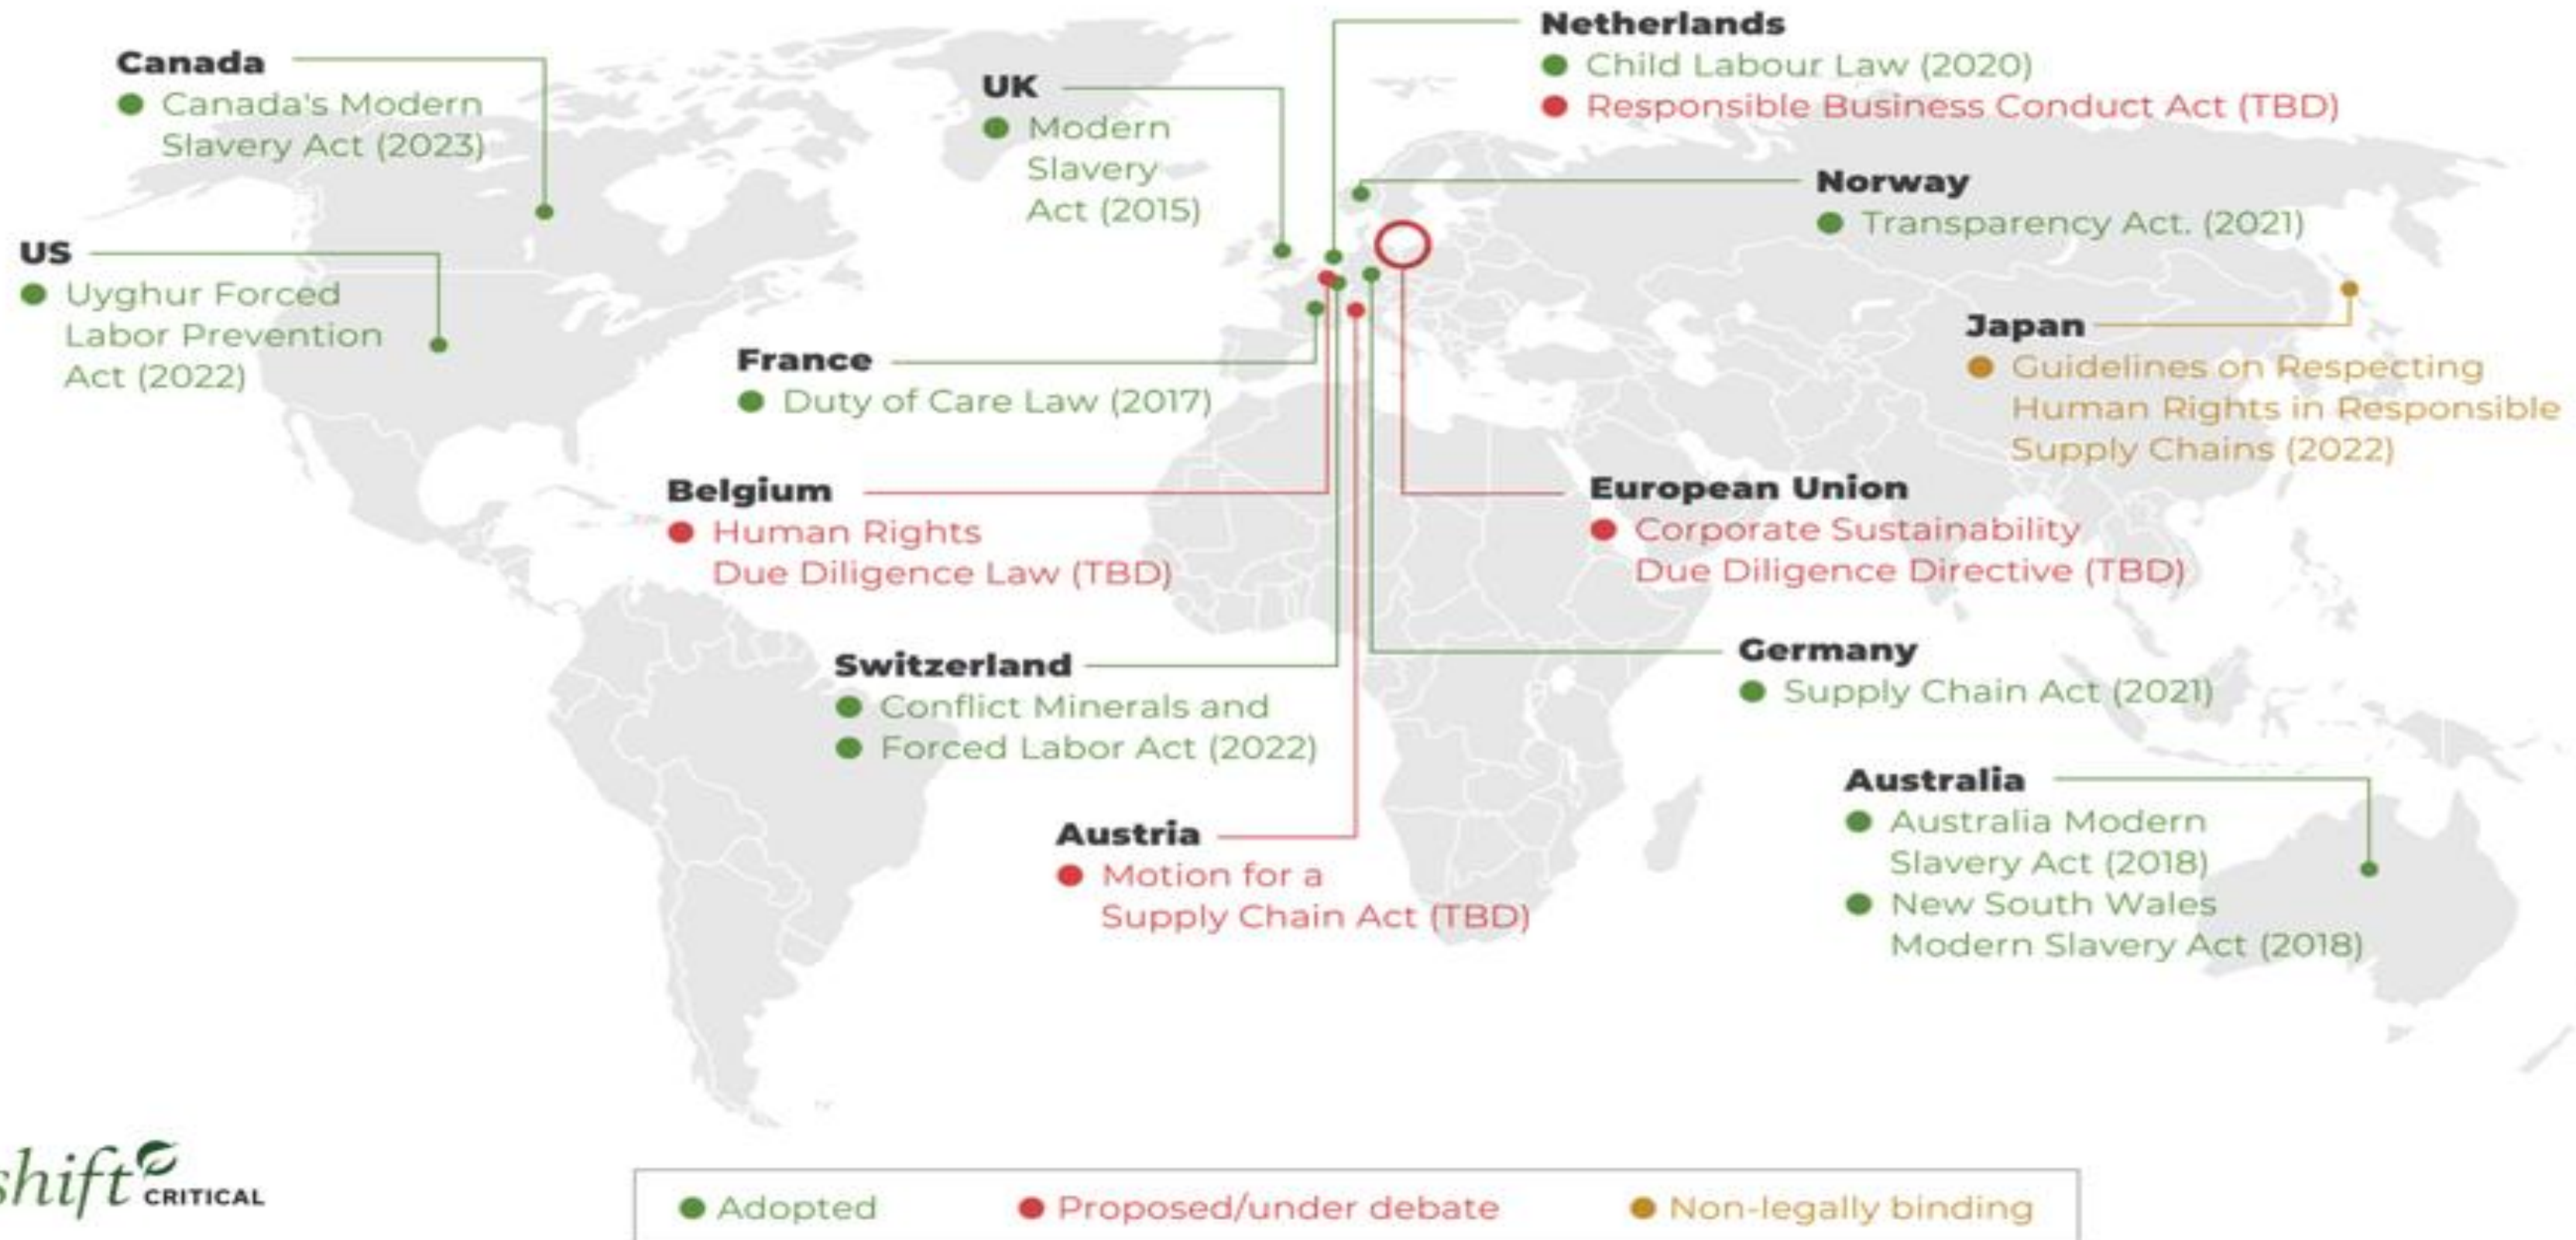 Netherlands
Child Labour Law (2020)
Responsible Business Conduct Act (TBD)
Canada
Canada's Modern
Slavery Act (2023)
UK
Modern
Slavery
Act (2015)
Norway
Transparency Act. (2021)
US
Uyghur Forced
Labor Prevention
Act (2022)
Japan
Guidelines on Respecting
Human Rights in Responsible
Supply Chains (2022)
France
Duty of Care Law (2017)
Belgium
Human Rights
Due Diligence Law (TBD)
European Union
Corporate Sustainability
Due Diligence Directive (TBD)
Switzerland
Conflict Minerals and
Forced Labor Act (2022)
Germany
Supply Chain Act (2021)
Austria
Motion for a
Supply Chain Act (TBD)
Australia
Australia Modern
Slavery Act (2018)
New South Wales
Modern Slavery Act (2018)
shift CRITICAL
Adopted
Proposed/under debate
Non-legally binding